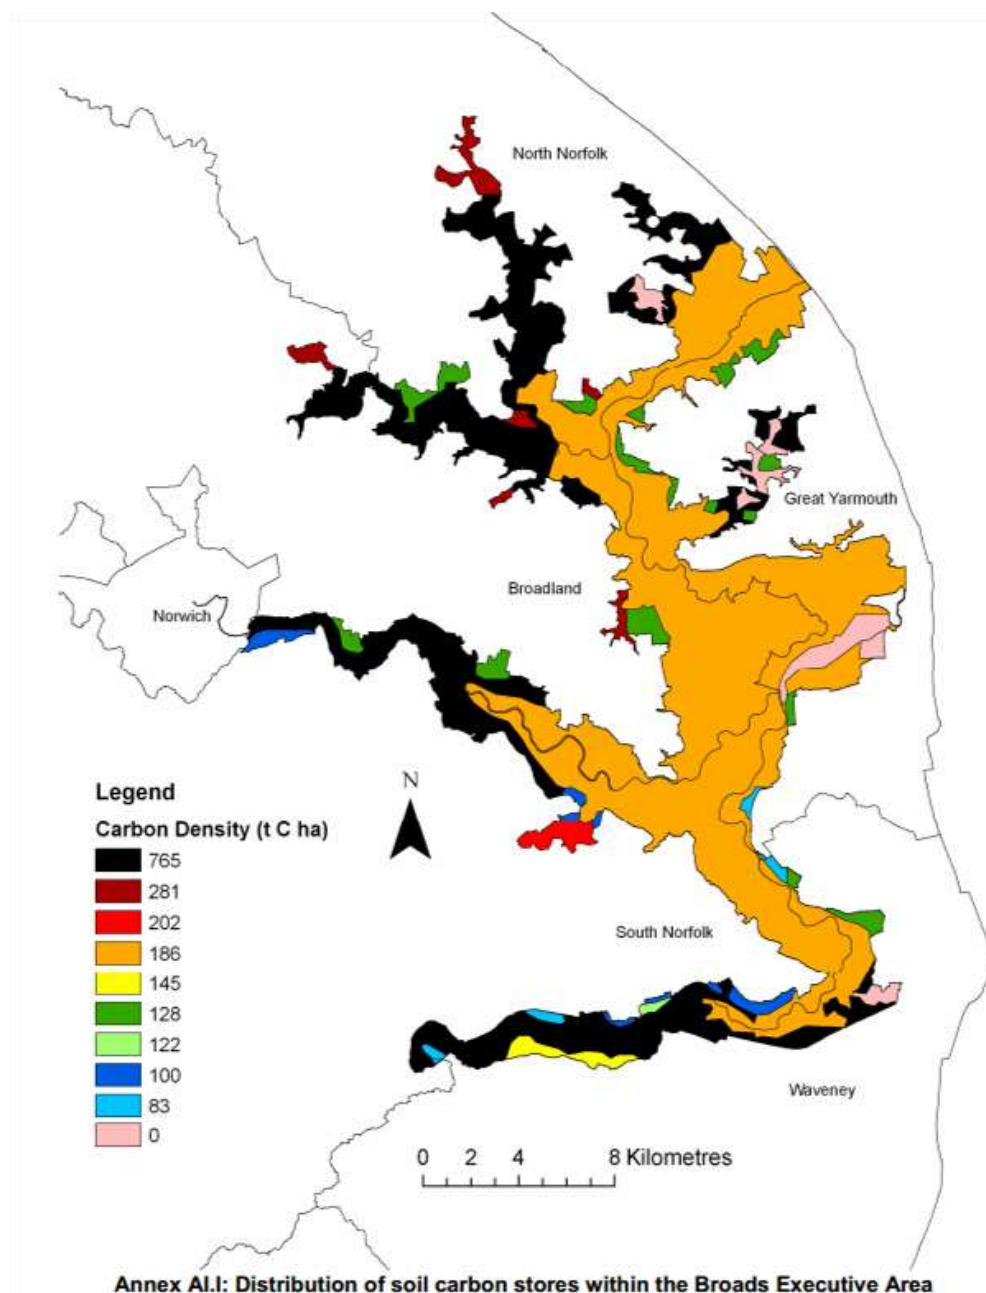 North Norfolk
Great Yarmouth
Broadland
Norwich
Legend
N
Carbon Density (t C ha)
765
281
202
186
South Norfolk
145
128
122
100
83
Waveney
0
0 2 4 8 Kilometres
Annex AI.I: Distribution of soil carbon stores within the Broads Executive Area